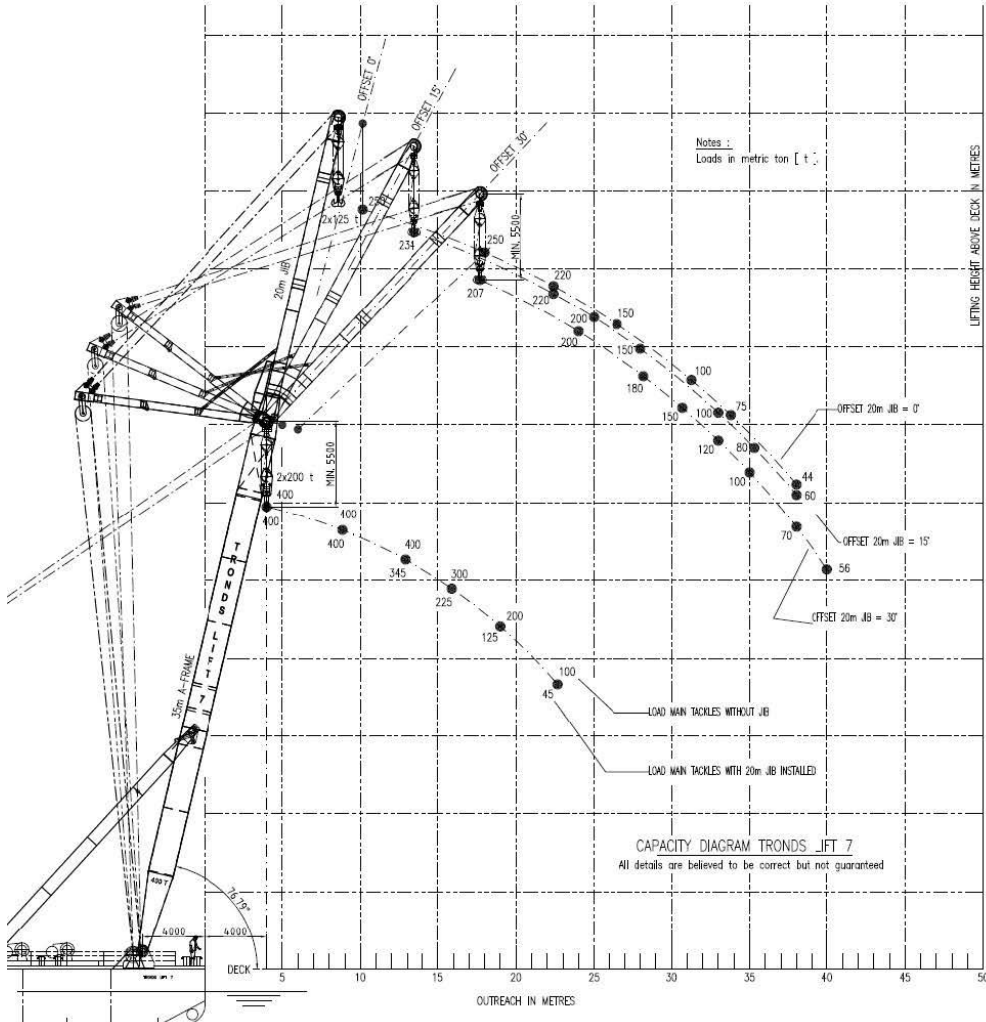 OFFSET 0°
OFFSET 15°
OFFSET 30°
Notes :
Loads in metric ton [ t ]
LIFTING HEIGHT ABOVE DECK IN METRES
20m JIB
2x125 t
250
234
MIN. 5500
250
207
220
220
200
200
150
150
180
150
100
100
75
120
80
100
44
60
70
56
OFFSET 20m JIB = 0°
OFFSET 20m JIB = 15°
OFFSET 20m JIB = 30°
MIN. 5500
2x200 t
400
400
400
400
400
345
300
225
200
125
100
45
TRONDS LIFT 7
35m A-FRAME
LOAD MAIN TACKLES WITHOUT JIB
LOAD MAIN TACKLES WITH 20m JIB INSTALLED
CAPACITY DIAGRAM TRONDS LIFT 7
All details are believed to be correct but not guaranteed
400 T
76.79°
4000
4000
DECK
5
10
15
20
25
30
35
40
45
50
OUTREACH IN METRES